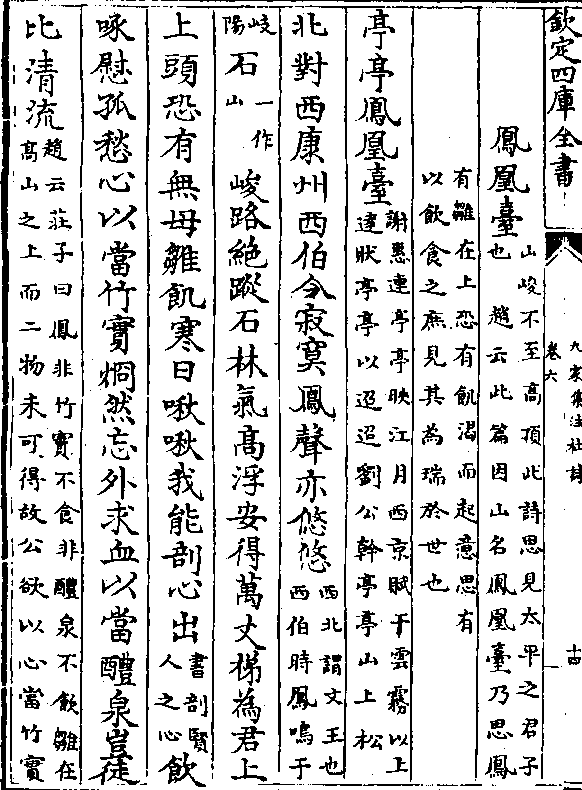 欽定四庫全書
九家集注杜詩
卷六
十四
鳳凰臺
山峻不至髙頂此詩思見太平之君子
也 趙云此篇因山名鳳凰臺乃思鳳
有雛在上恐有飢渴而起意思有
以飲食之庶見其為瑞於世也
亭亭鳳凰臺
謝惠連亭亭映江月西京賦干雲霧以上
逹狀亭亭以迢迢劉公幹亭亭山上松
北對西康州西伯今寂寞鳳聲亦悠悠
西北謂文王也
西伯時鳳鳴于
岐
陽
石
一作
山
峻路絶蹤石林氣髙浮安得萬丈梯為君上
上頭恐有無母雛飢寒日啾啾我能剖心出
書剖賢
人之心
飲
啄慰孤愁心以當竹實炯然忘外求血以當醴泉豈徒
比清流
趙云莊子曰鳳非竹實不食非醴泉不飲雛在
髙山之上而二物未可得故公欲以心當竹實